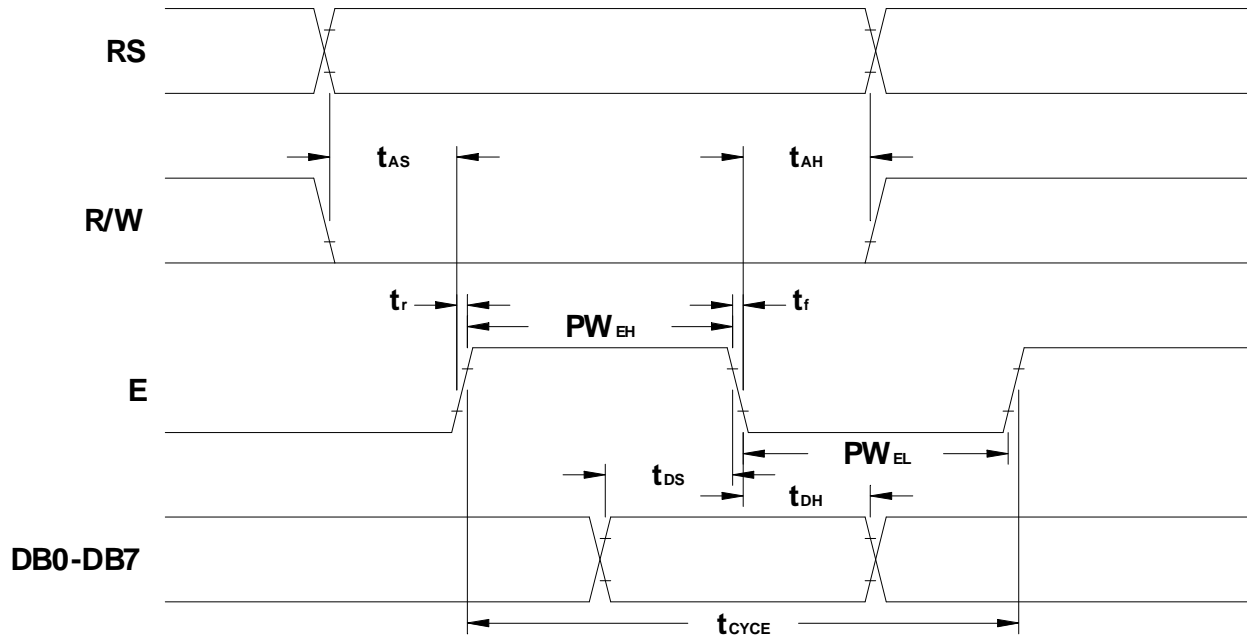 RS
tAS
tAH
R/W
tr
tf
PWEH
E
PWEL
tDS
tDH
DB0-DB7
tCYCE